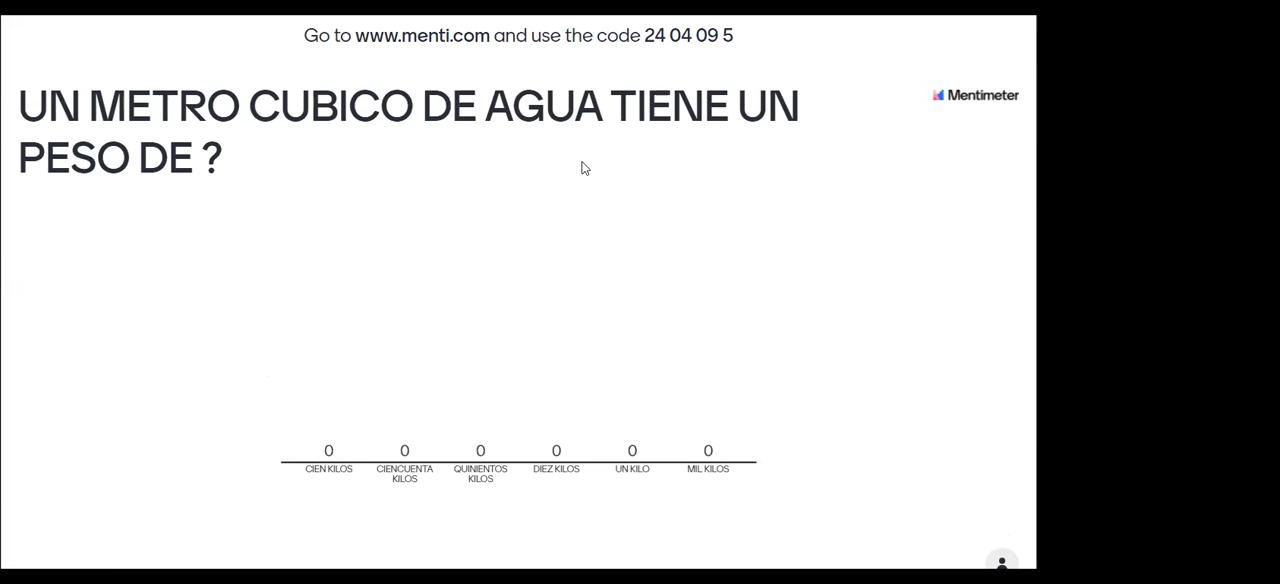 Go to www.menti.com and use the code 24 04 09 5
UN METRO CUBICO DE AGUA TIENE UN
PESO DE ?
Mentimeter
0 0 0 0 0 0
CIEN KILOS CIENCUENTA QUINIENTOS DIEZ KILOS UN KILO MIL KILOS
KILOS KILOS